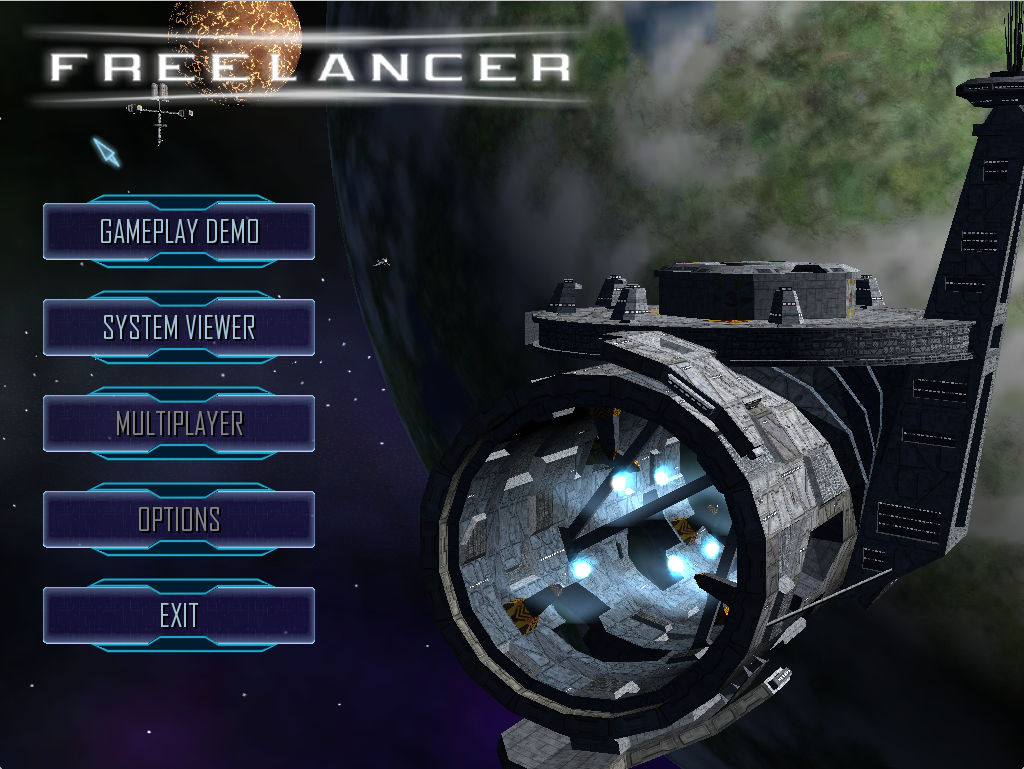 FREELANCER
GAMEPLAY DEMO
SYSTEM VIEWER
MULTIPLAYER
OPTIONS
EXIT